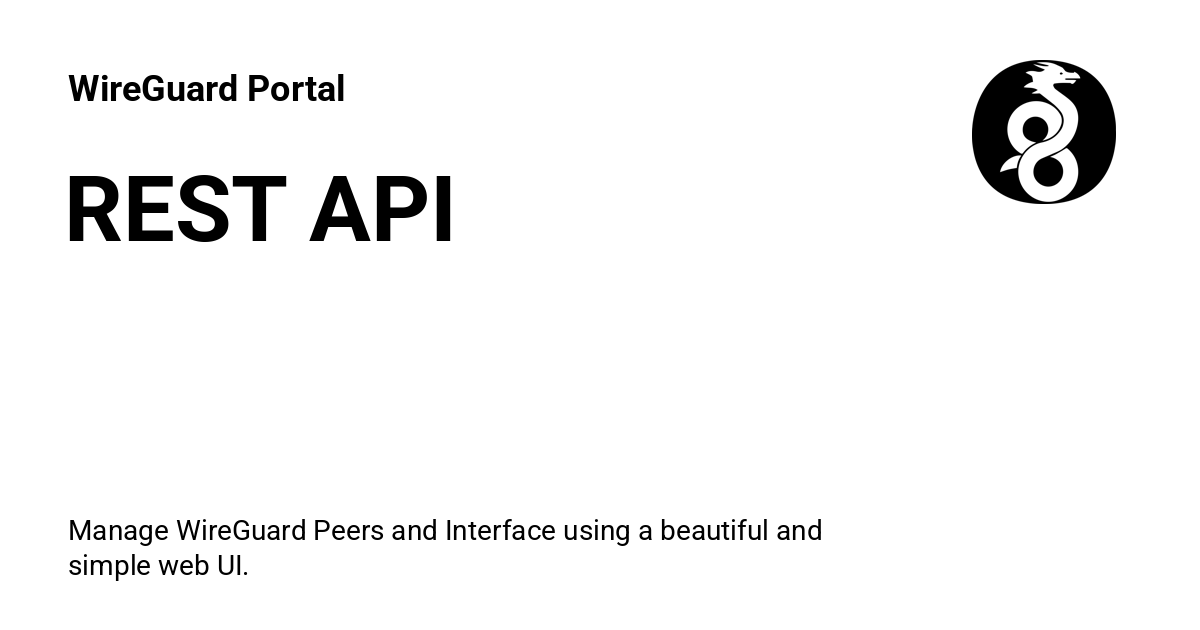 WireGuard Portal
REST API
Manage WireGuard Peers and Interface using a beautiful and
simple web UI.